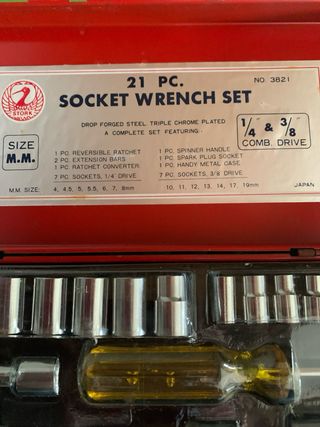 21 PC.
NO. 3821
SOCKET WRENCH SET
STORK
BRAND
DROP FORGED STEEL TRIPLE CHROME PLATED
A COMPLETE SET FEATURING·
1/4" & 3/8"
COMB. DRIVE
SIZE
M.M.
1 PC. REVERSIBLE RATCHET
2 PC. EXTENSION BARS
1 PC. RATCHET CONVERTER
7 PC. SOCKETS, 1/4" DRIVE
1 PC. SPINNER HANDLE
1 PC. SPARK PLUG SOCKET
1 PC. HANDY METAL CASE
7 PC. SOCKETS, 3/8" DRIVE
M.M. SIZE: 4, 4.5, 5, 5.5, 6, 7, 8mm
10, 11, 12, 13, 14, 17, 19mm
JAPAN